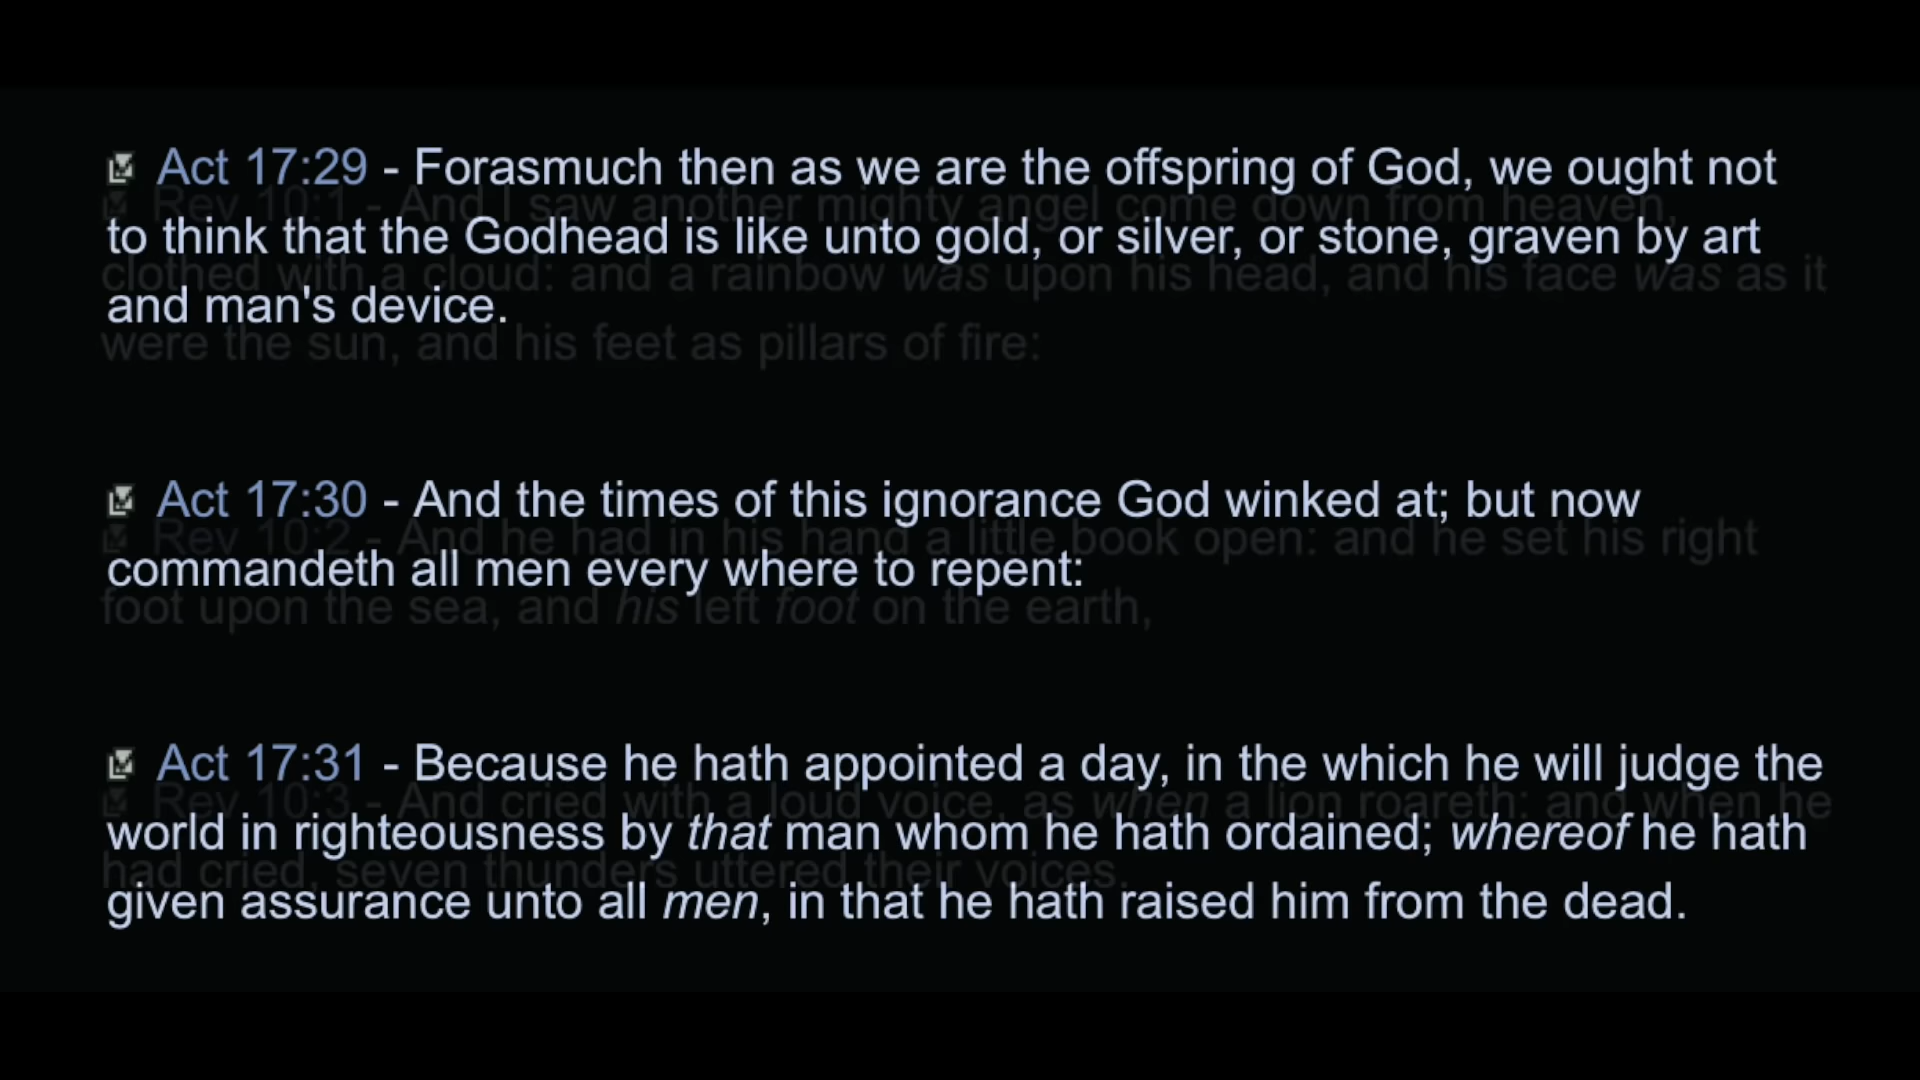 Act 17:29 - Forasmuch then as we are the offspring of God, we ought not
Rev 10:1 - And I saw another mighty angel come down from heaven,
to think that the Godhead is like unto gold, or silver, or stone, graven by art
clothed with a cloud: and a rainbow was upon his head, and his face was as it
and man's device.
were the sun, and his feet as pillars of fire:
Act 17:30 - And the times of this ignorance God winked at; but now
Rev 10:2 - And he had in his hand a little book open: and he set his right
commandeth all men every where to repent:
foot upon the sea, and his left foot on the earth,
Act 17:31 - Because he hath appointed a day, in the which he will judge the
Rev 10:3 - And cried with a loud voice, as when a lion roareth: and when he
world in righteousness by that man whom he hath ordained; whereof he hath
had cried, seven thunders uttered their voices.
given assurance unto all men, in that he hath raised him from the dead.